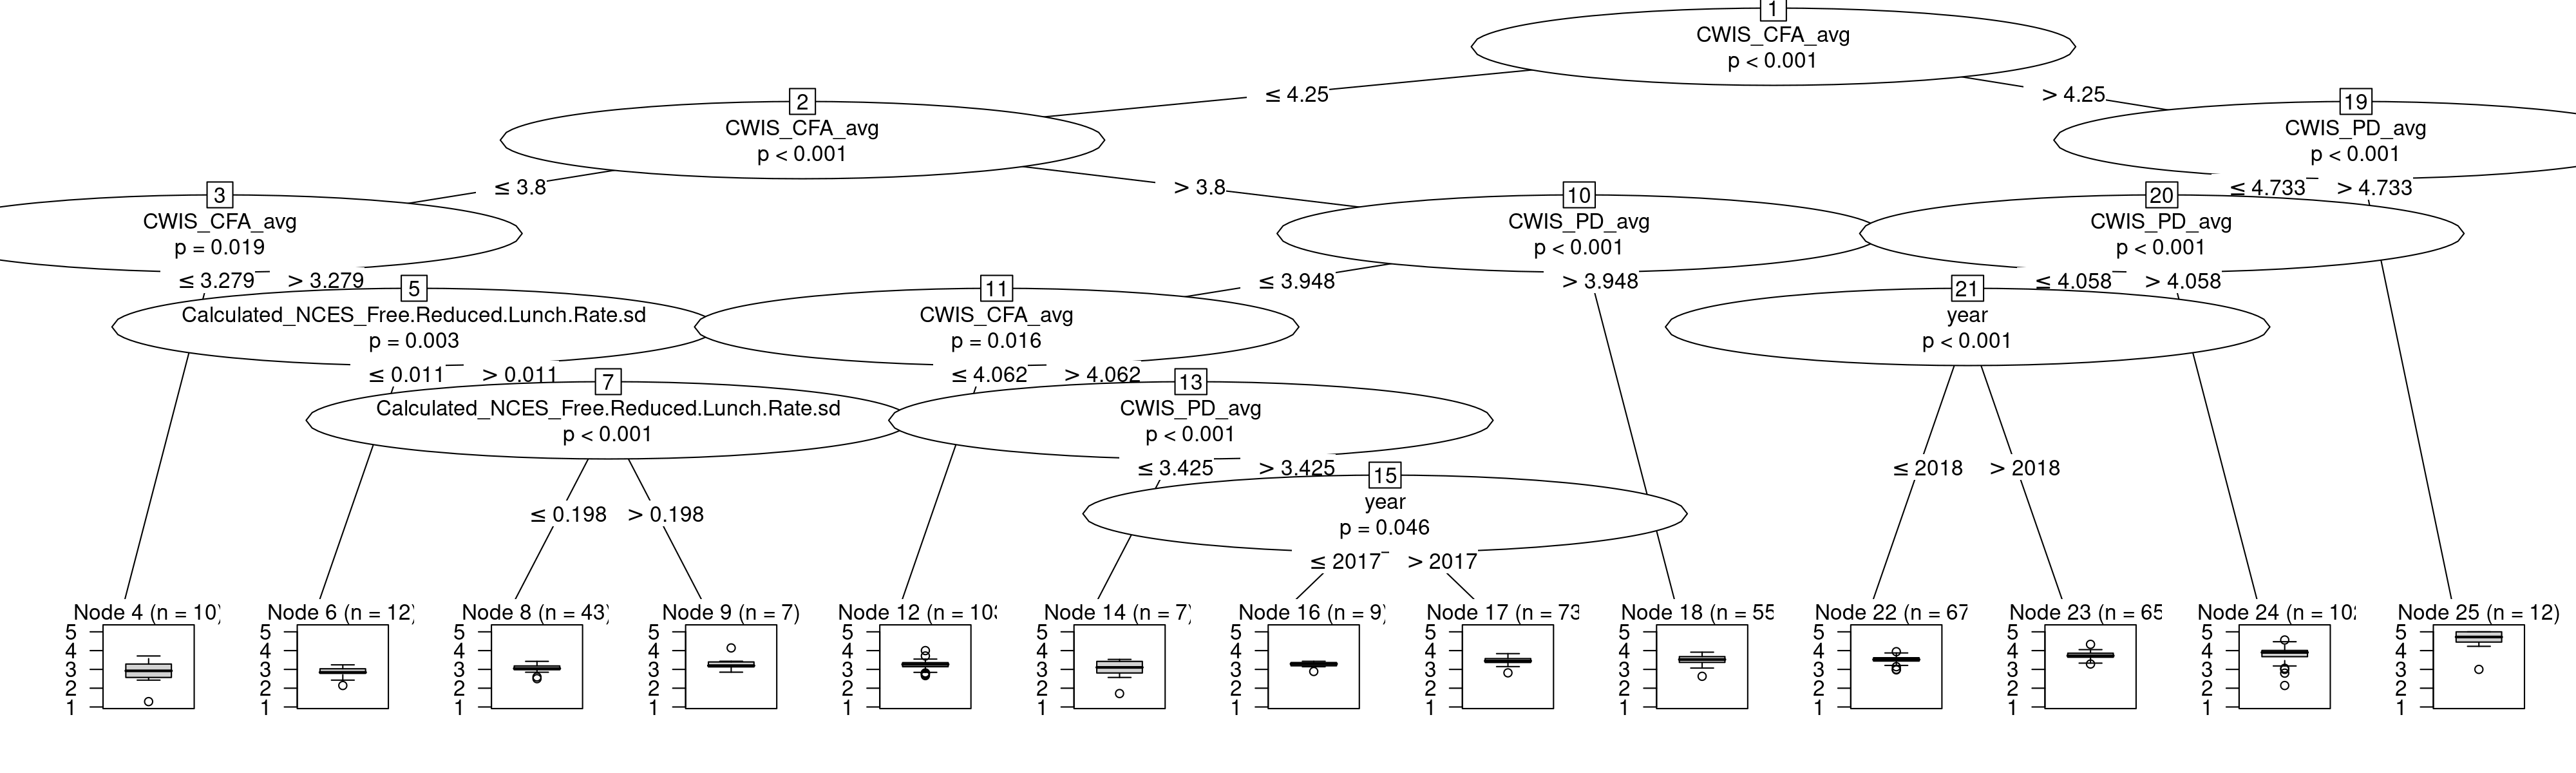 1
CWIS_CFA_avg
p < 0.001
≤ 4.25
> 4.25
2
CWIS_CFA_avg
p < 0.001
19
CWIS_PD_avg
p < 0.001
≤ 3.8
> 3.8
≤ 4.733
> 4.733
3
CWIS_CFA_avg
p = 0.019
10
CWIS_PD_avg
p < 0.001
20
CWIS_PD_avg
p < 0.001
≤ 3.279
> 3.279
≤ 3.948
> 3.948
≤ 4.058
> 4.058
5
Calculated_NCES_Free.Reduced.Lunch.Rate.sd
p = 0.003
11
CWIS_CFA_avg
p = 0.016
21
year
p < 0.001
≤ 0.011
> 0.011
≤ 4.062
> 4.062
7
Calculated_NCES_Free.Reduced.Lunch.Rate.sd
p < 0.001
13
CWIS_PD_avg
p < 0.001
≤ 3.425
> 3.425
≤ 2018
> 2018
15
year
p = 0.046
≤ 0.198
> 0.198
≤ 2017
> 2017
Node 4 (n = 10)
5
4
3
2
1
Node 6 (n = 12)
5
4
3
2
1
Node 8 (n = 43)
5
4
3
2
1
Node 9 (n = 7)
5
4
3
2
1
Node 12 (n = 10
5
4
3
2
1
Node 14 (n = 7)
5
4
3
2
1
Node 16 (n = 9)
5
4
3
2
1
Node 17 (n = 73
5
4
3
2
1
Node 18 (n = 55
5
4
3
2
1
Node 22 (n = 67
5
4
3
2
1
Node 23 (n = 65
5
4
3
2
1
Node 24 (n = 10
5
4
3
2
1
Node 25 (n = 12)
5
4
3
2
1